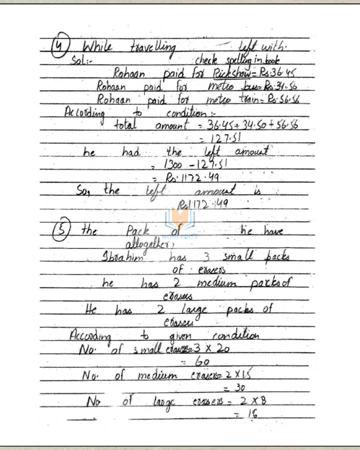 (4) While travelling left with.
Sol:- check spelling in book
Rohaan paid for Rickshaw = Rs:36.45
Rohaan paid for metro bus = Rs:34.50
Rohaan paid for metro train = Rs:56.56
According to condition:-
total amount = 36.45 + 34.50 + 56.56
= 127.51
he had the left amount
= 1300 - 127.51
= Rs:1172.49
So, the left amount is
Rs:1172.49
(5) the Pack of he have
altogether,
Ibrahim has 3 small packs
of erasers
he has 2 medium packs of
erasers
He has 2 large packs of
erasers
According to given condition
No: of small erasers = 3 x 20
= 60
No: of medium erasers = 2 x 15
= 30
No of large erasers = 2 x 8
= 16